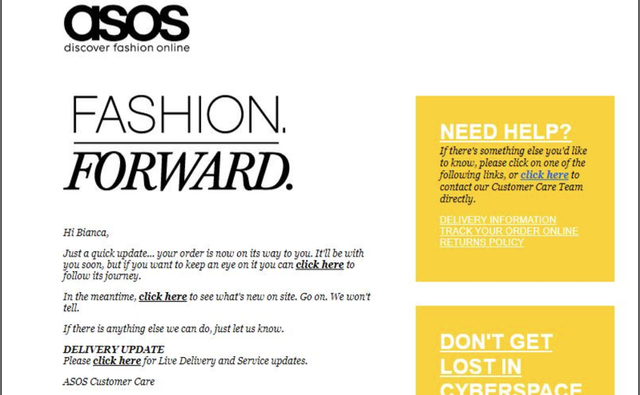 asos
discover fashion online
FASHION.
FORWARD.
Hi Bianca,
Just a quick update... your order is now on its way to you. It'll be with
you soon, but if you want to keep an eye on it you can click here to
follow its journey.
In the meantime, click here to see what's new on site. Go on. We won't
tell.
If there is anything else we can do, just let us know.
DELIVERY UPDATE
Please click here for Live Delivery and Service updates.
ASOS Customer Care
NEED HELP?
If there's something else you'd like
to know, please click on one of the
following links, or click here to
contact our Customer Care Team
directly.
DELIVERY INFORMATION
TRACK YOUR ORDER ONLINE
RETURNS POLICY
DON'T GET
LOST IN
CYBERSPACE